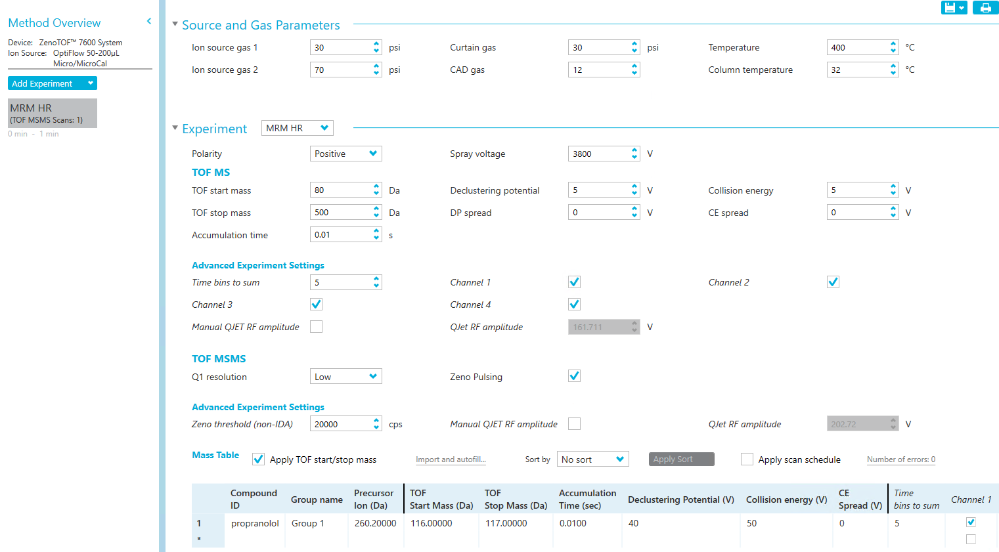 Method Overview
Device: ZenoTOF™ 7600 System
Ion Source: OptiFlow 50-200µL
Micro/MicroCal
Add Experiment
MRM HR
(TOF MSMS Scans: 1)
0 min - 1 min
Source and Gas Parameters
Ion source gas 1 30 psi Curtain gas 30 psi Temperature 400 °C
Ion source gas 2 70 psi CAD gas 12 Column temperature 32 °C
Experiment MRM HR
Polarity Positive Spray voltage 3800 V
TOF MS
TOF start mass 80 Da Declustering potential 5 V Collision energy 5 V
TOF stop mass 500 Da DP spread 0 V CE spread 0 V
Accumulation time 0.01 s
Advanced Experiment Settings
Time bins to sum 5 Channel 1 Channel 2
Channel 3 Channel 4
Manual QJET RF amplitude QJet RF amplitude 161.711 V
TOF MSMS
Q1 resolution Low Zeno Pulsing
Advanced Experiment Settings
Zeno threshold (non-IDA) 20000 cps Manual QJET RF amplitude QJet RF amplitude 202.72 V
Mass Table Apply TOF start/stop mass Import and autofill... Sort by No sort Apply Sort Apply scan schedule Number of errors: 0
Compound ID Group name Precursor Ion (Da) TOF Start Mass (Da) TOF Stop Mass (Da) Accumulation Time (sec) Declustering Potential (V) Collision energy (V) CE Spread (V) Time bins to sum Channel 1
1 propranolol Group 1 260.20000 116.00000 117.00000 0.0100 40 50 0 5
*